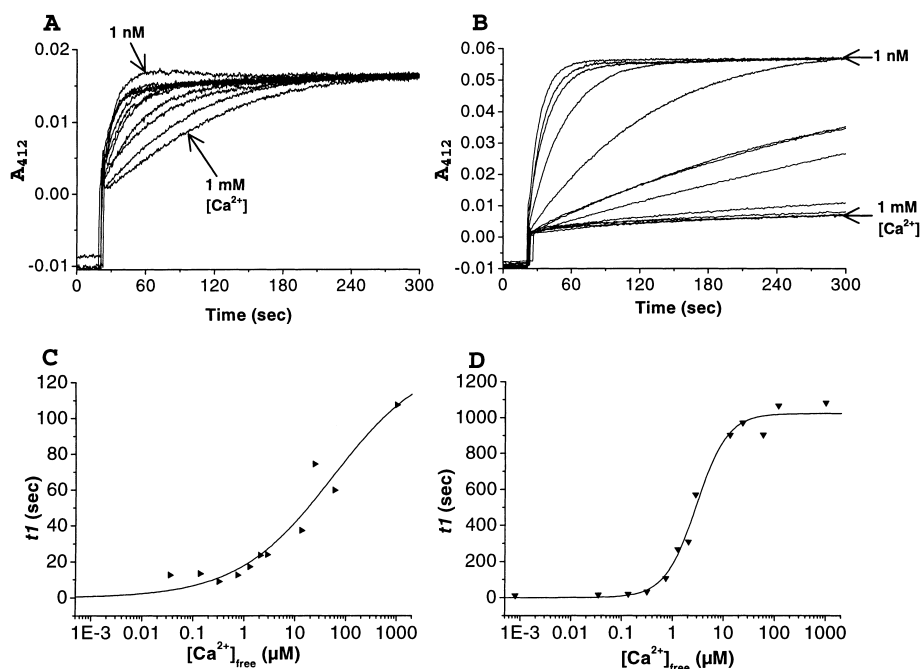 A
1 nM
0.02
0.01
0.00
-0.01
A412
1 mM
[Ca2+]
0 60 120 180 240 300
Time (sec)
B
0.06
0.05
0.04
0.03
0.02
0.01
0.00
-0.01
A412
1 nM
1 mM
[Ca2+]
0 60 120 180 240 300
Time (sec)
C
120
100
80
60
40
20
0
t1 (sec)
1E-3 0.01 0.1 1 10 100 1000
[Ca2+]free (µM)
D
1200
1000
800
600
400
200
0
t1 (sec)
1E-3 0.01 0.1 1 10 100 1000
[Ca2+]free (µM)